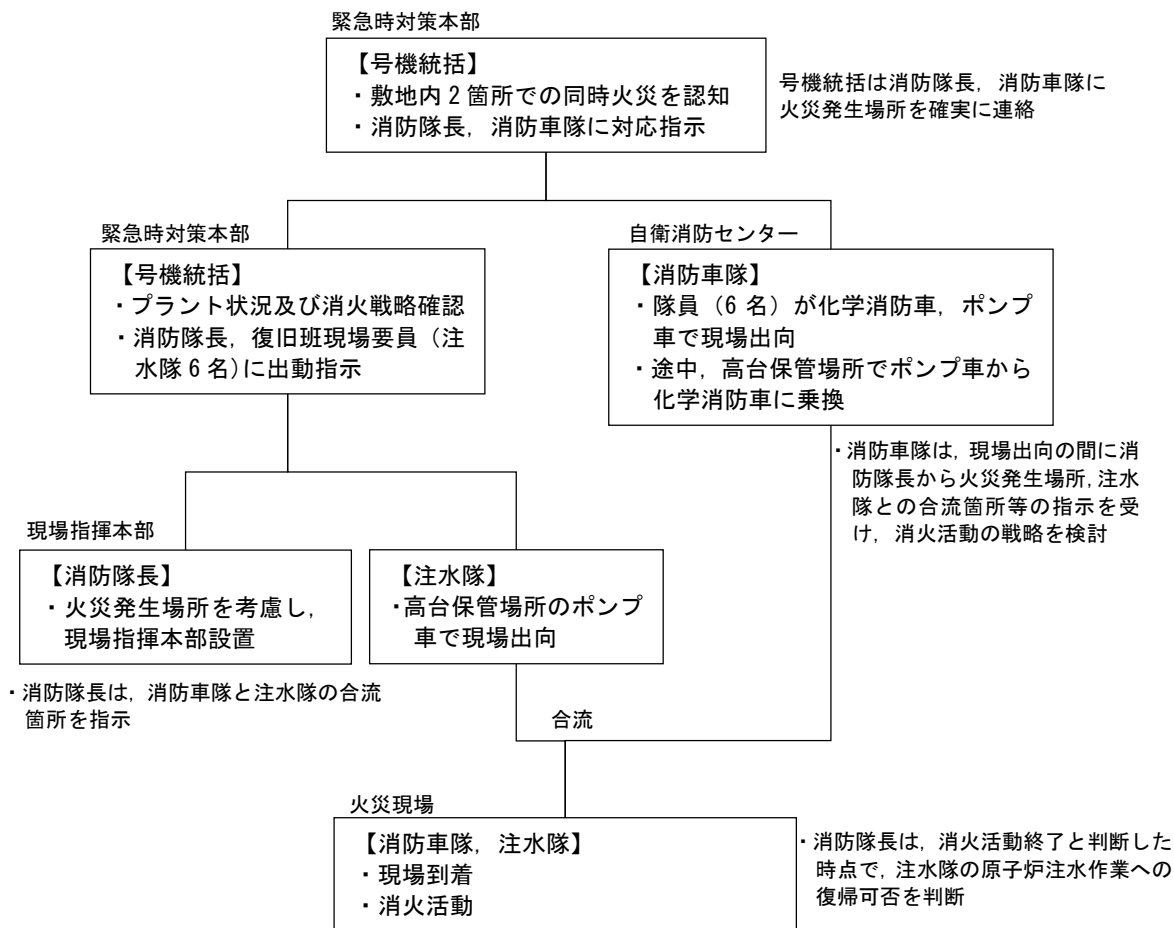 緊急時対策本部
【号機統括】
・敷地内2箇所での同時火災を認知
・消防隊長，消防車隊に対応指示
号機統括は消防隊長，消防車隊に
火災発生場所を確実に連絡
緊急時対策本部
【号機統括】
・プラント状況及び消火戦略確認
・消防隊長，復旧班現場要員（注
水隊6名）に出動指示
自衛消防センター
【消防車隊】
・隊員（6名）が化学消防車，ポンプ
車で現場出向
・途中，高台保管場所でポンプ車から
化学消防車に乗換
・消防車隊は，現場出向の間に消
防隊長から火災発生場所，注水
隊との合流箇所等の指示を受
け，消火活動の戦略を検討
現場指揮本部
【消防隊長】
・火災発生場所を考慮し，
現場指揮本部設置
・消防隊長は，消防車隊と注水隊の合流
箇所を指示
【注水隊】
・高台保管場所のポンプ
車で現場出向
合流
火災現場
【消防車隊，注水隊】
・現場到着
・消火活動
・消防隊長は，消火活動終了と判断した
時点で，注水隊の原子炉注水作業への
復帰可否を判断